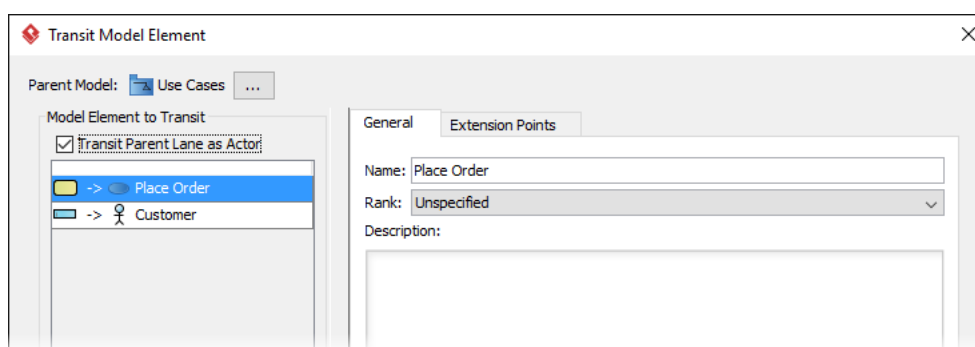 Transit Model Element
Parent Model: Use Cases ...
Model Element to Transit
Transit Parent Lane as Actor
-> Place Order
-> Customer
General Extension Points
Name: Place Order
Rank: Unspecified
Description: